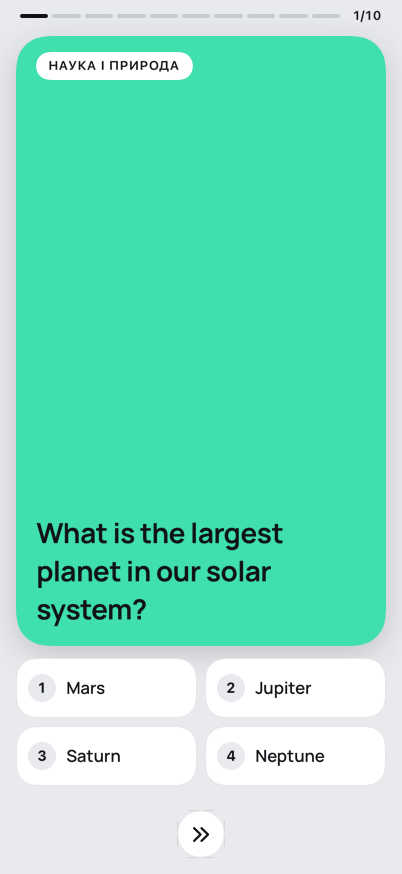 1/10
НАУКА І ПРИРОДА
What is the largest
planet in our solar
system?
1 Mars
2 Jupiter
3 Saturn
4 Neptune